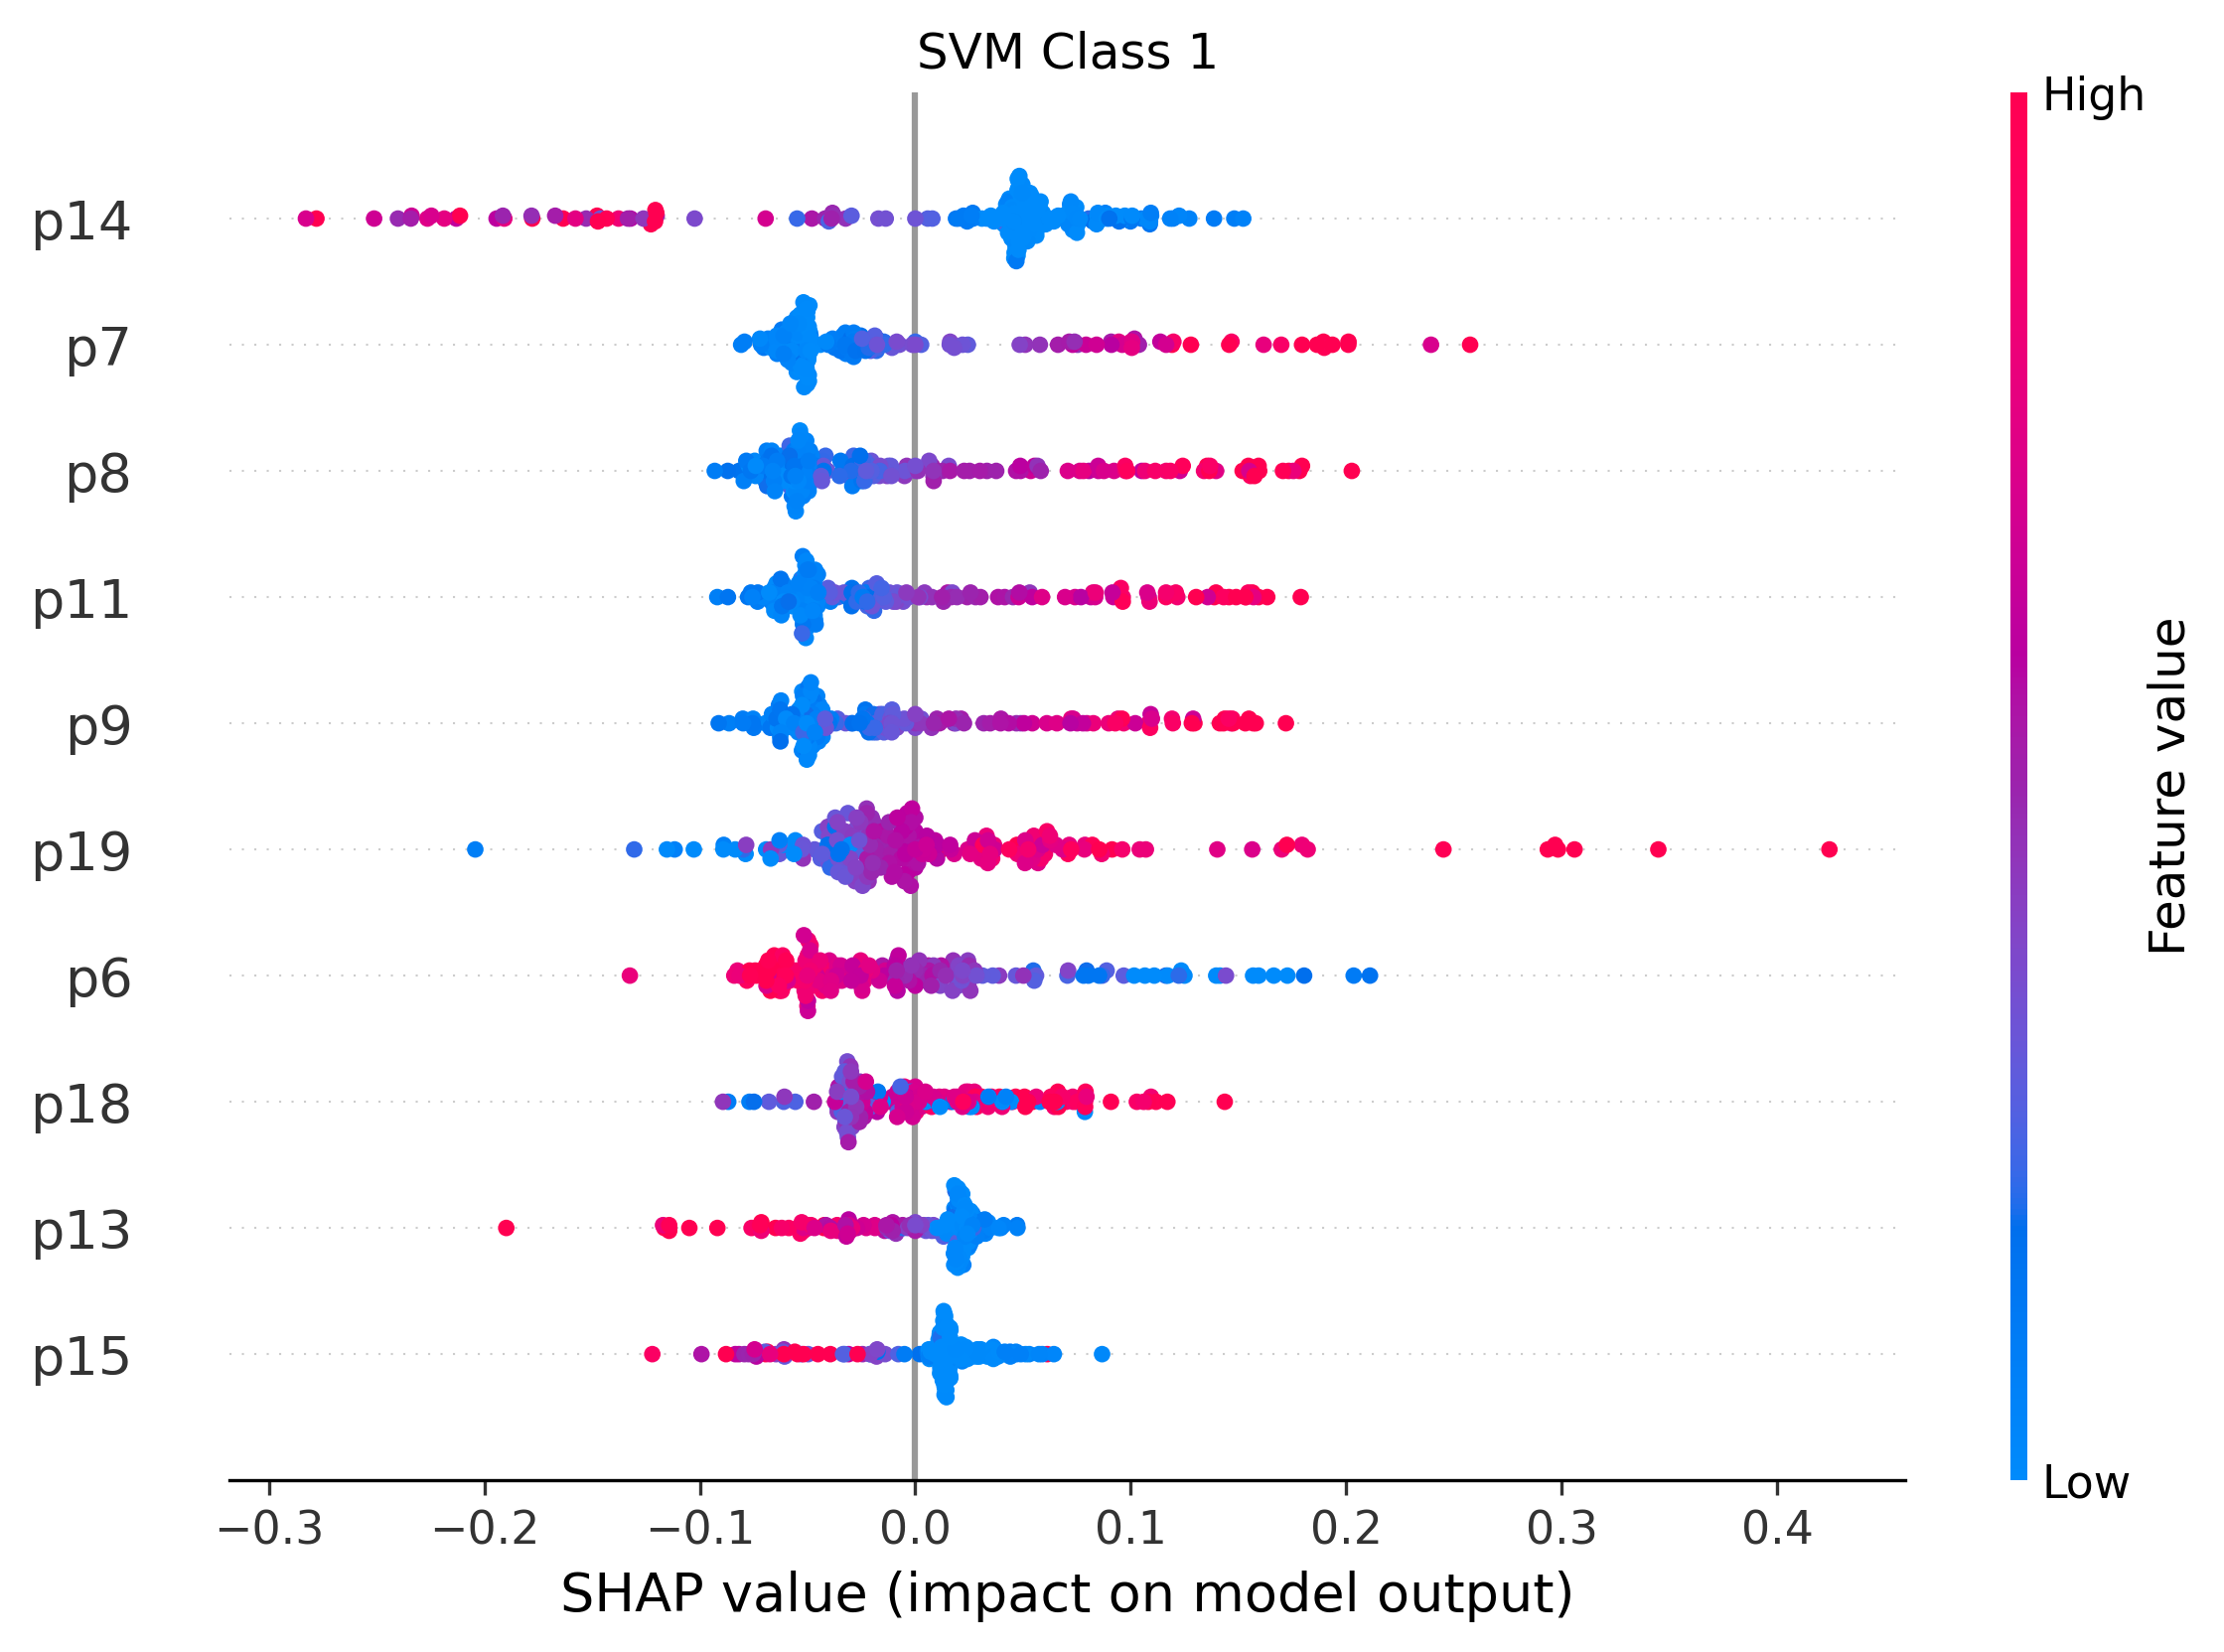 SVM Class 1
High
p14
p7
p8
p11
p9
p19
p6
p18
p13
p15
Feature value
Low
−0.3 −0.2 −0.1 0.0 0.1 0.2 0.3 0.4
SHAP value (impact on model output)